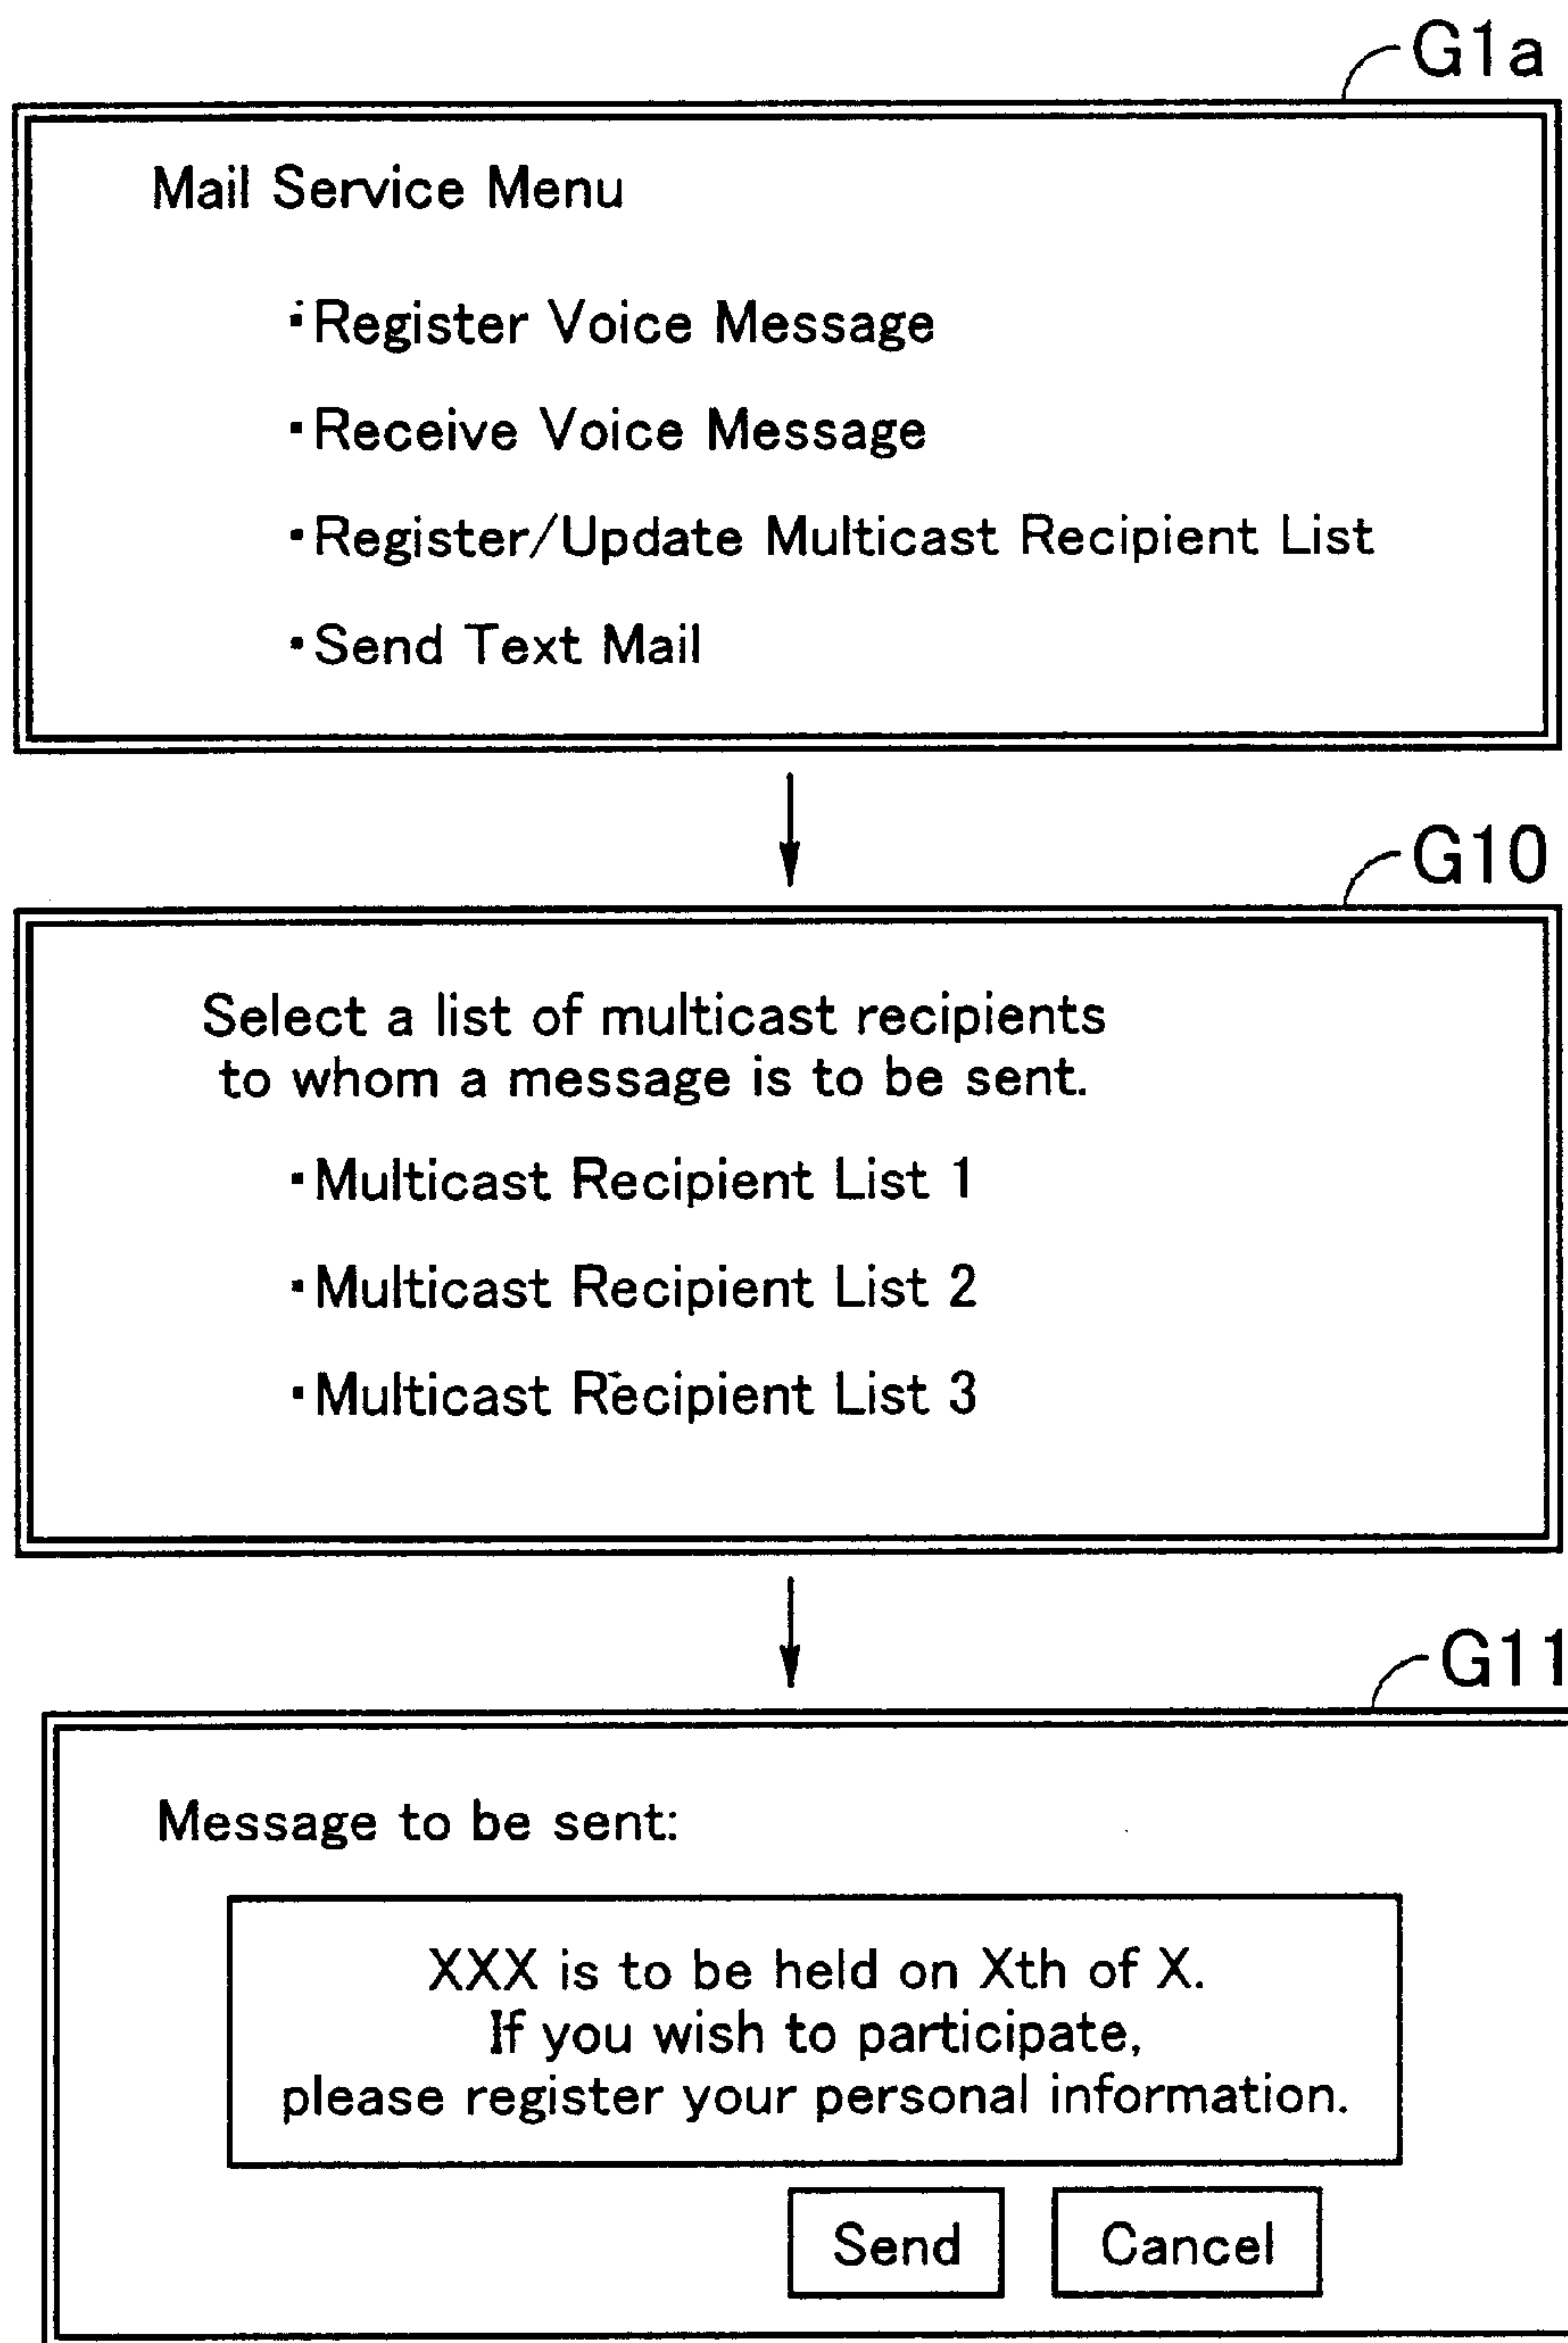 G1a
Mail Service Menu
・Register Voice Message
・Receive Voice Message
・Register/Update Multicast Recipient List
・Send Text Mail
G10
Select a list of multicast recipients
to whom a message is to be sent.
・Multicast Recipient List 1
・Multicast Recipient List 2
・Multicast Recipient List 3
G11
Message to be sent:
XXX is to be held on Xth of X.
If you wish to participate,
please register your personal information.
Send Cancel